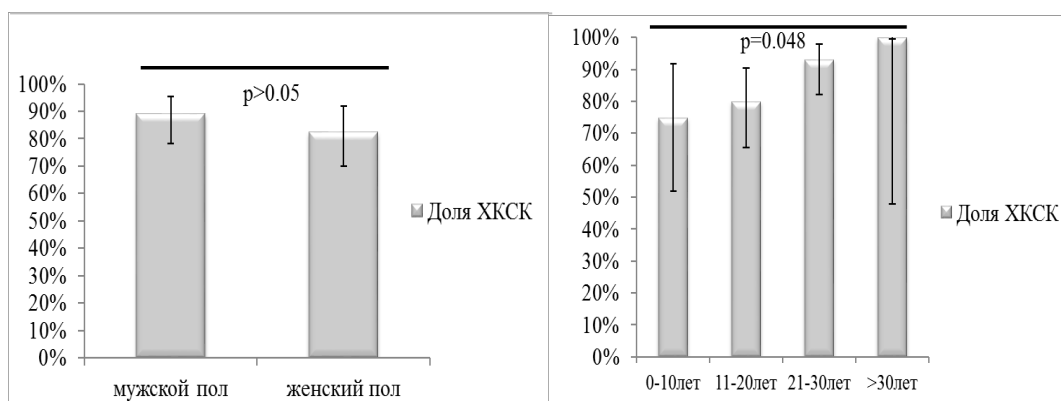 100%
90%
80%
70%
60%
50%
40%
30%
20%
10%
0%
p>0.05
мужской пол
женский пол
Доля ХКСК
100%
90%
80%
70%
60%
50%
40%
30%
20%
10%
0%
p=0.048
0-10лет
11-20лет
21-30лет
>30лет
Доля ХКСК